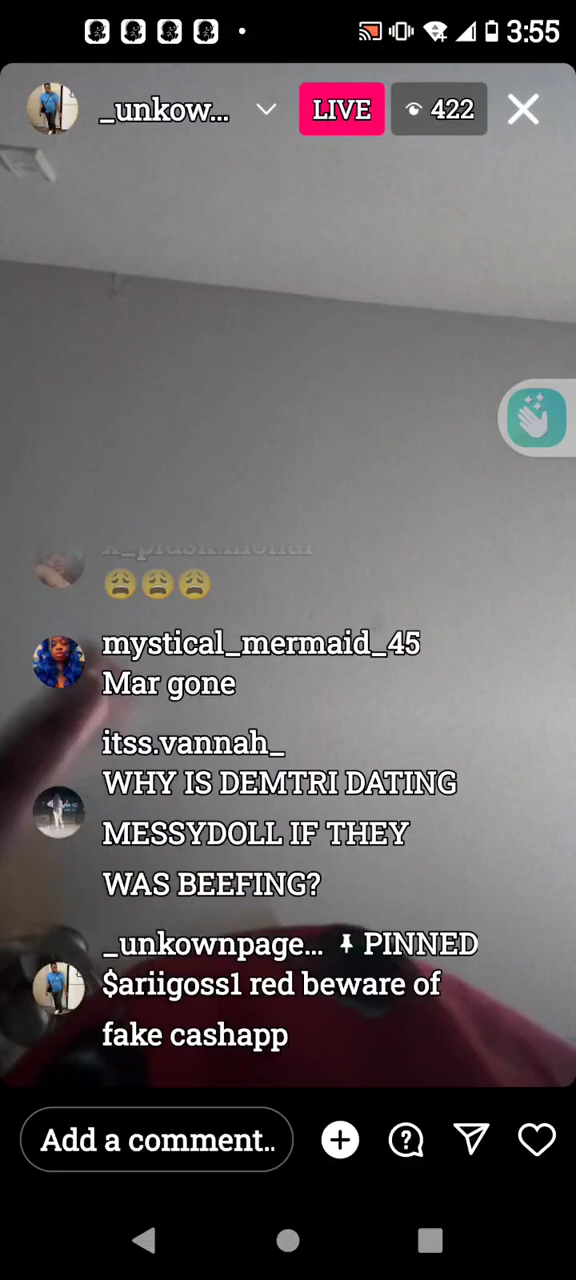 3:55
_unkow...
LIVE
422
😩😩😩
mystical_mermaid_45
Mar gone
itss.vannah_
WHY IS DEMTRI DATING
MESSYDOLL IF THEY
WAS BEEFING?
_unkownpage... PINNED
$ariigoss1 red beware of
fake cashapp
Add a comment..